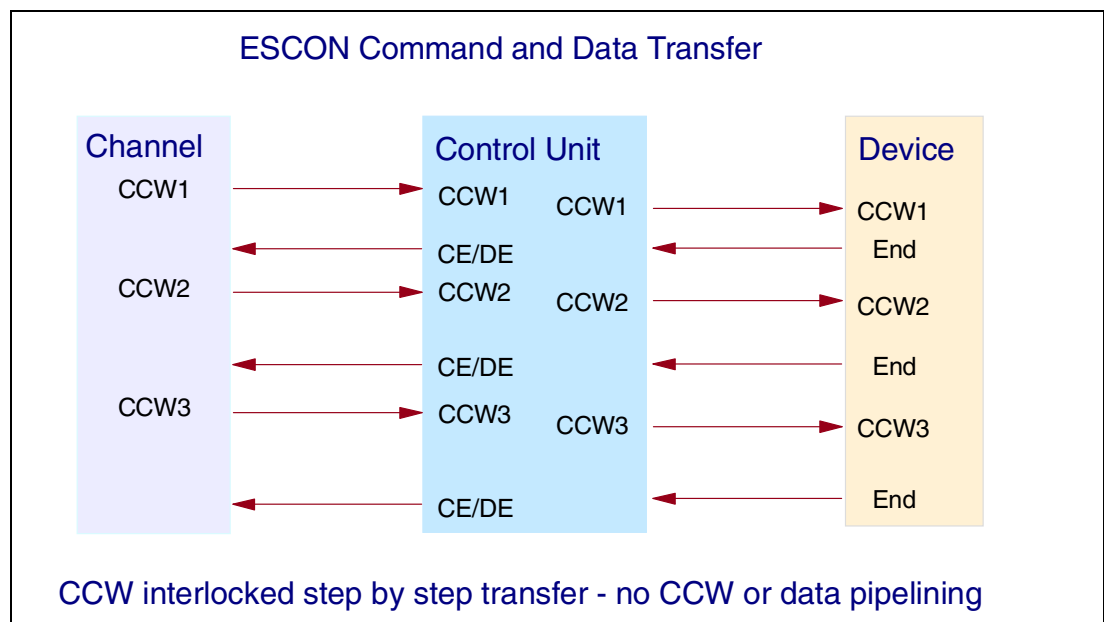 ESCON Command and Data Transfer
Channel
Control Unit
Device
CCW1
CCW1
CCW1
CCW1
CE/DE
End
CCW2
CCW2
CCW2
CCW2
CE/DE
End
CCW3
CCW3
CCW3
CCW3
CE/DE
End
CCW interlocked step by step transfer - no CCW or data pipelining